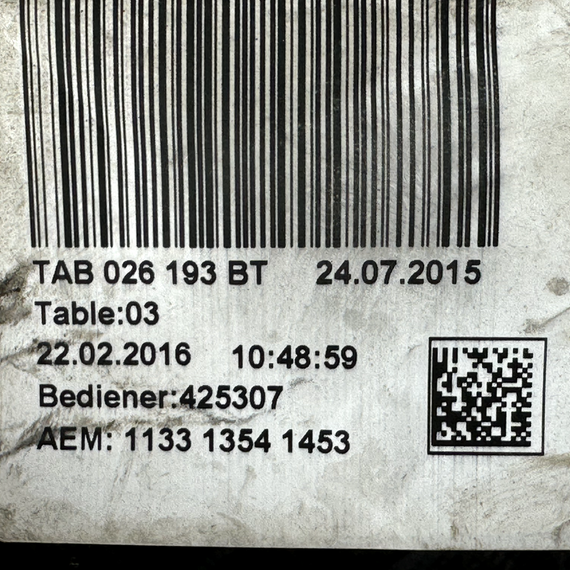 TAB 026 193 BT 24.07.2015
Table:03
22.02.2016 10:48:59
Bediener:425307
AEM: 1133 1354 1453